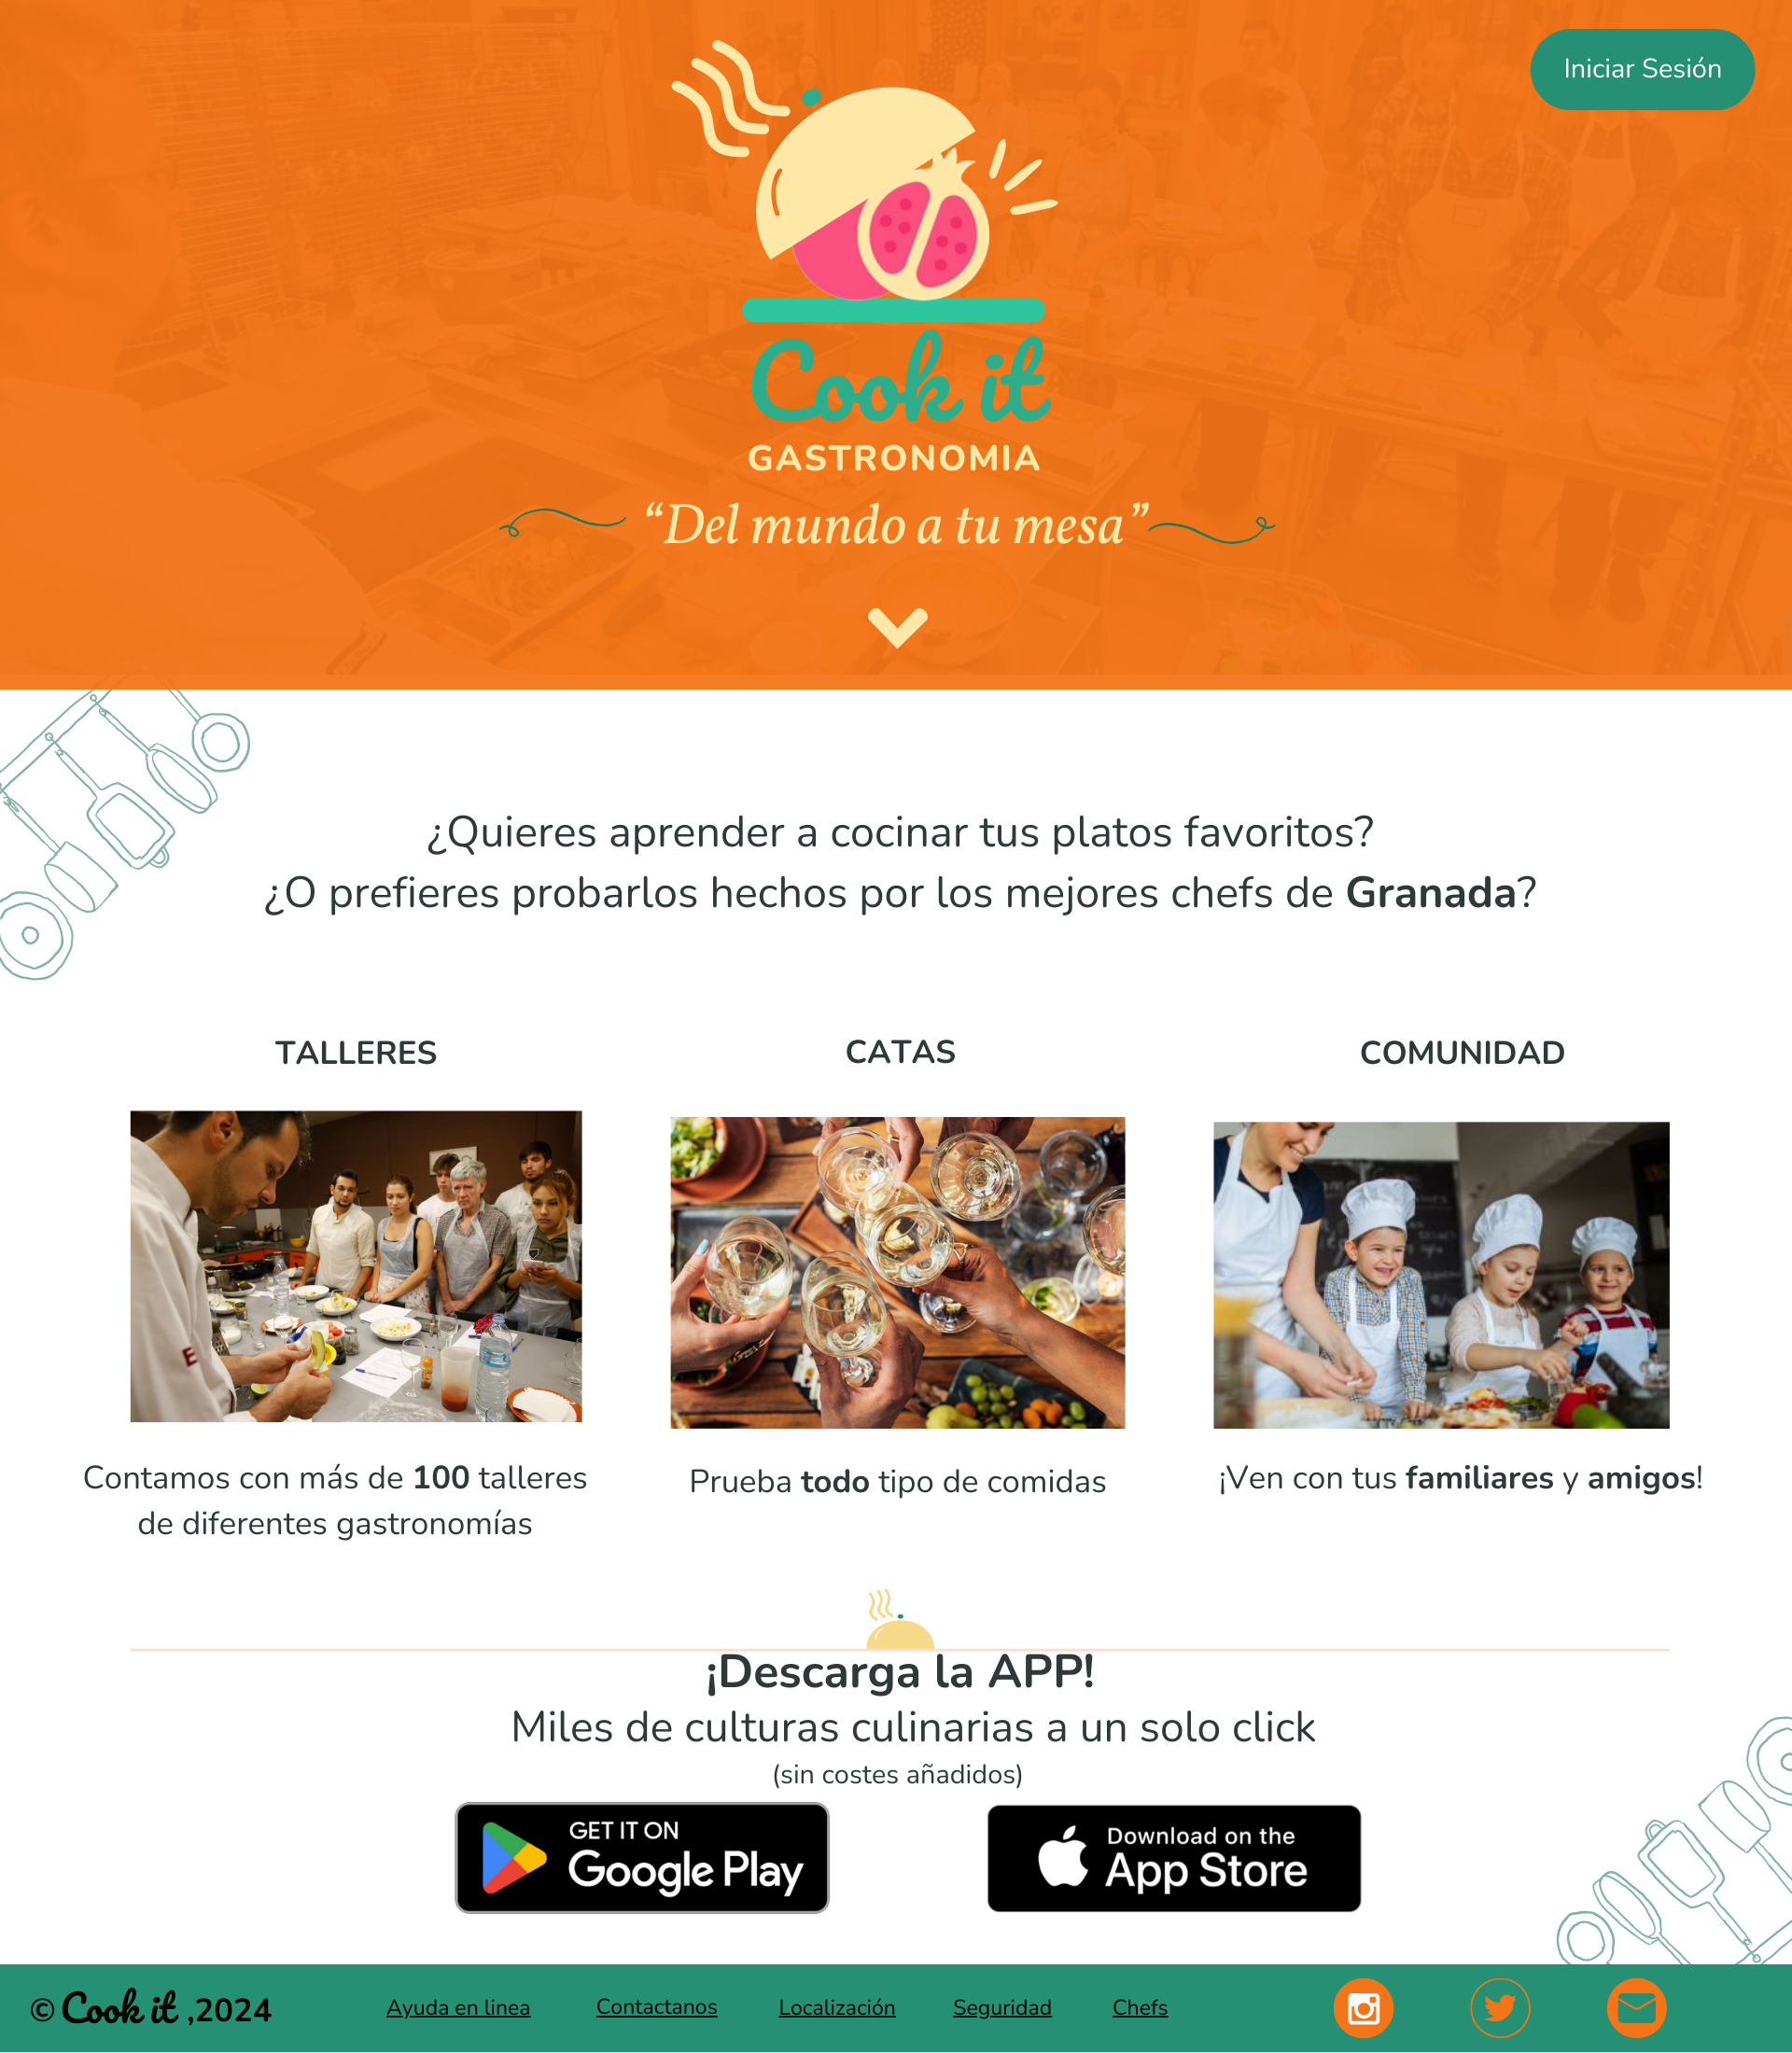 Iniciar Sesión
Cook it
GASTRONOMIA
“Del mundo a tu mesa”
¿Quieres aprender a cocinar tus platos favoritos?
¿O prefieres probarlos hechos por los mejores chefs de Granada?
TALLERES
CATAS
COMUNIDAD
Contamos con más de 100 talleres
de diferentes gastronomías
Prueba todo tipo de comidas
¡Ven con tus familiares y amigos!
¡Descarga la APP!
Miles de culturas culinarias a un solo click
(sin costes añadidos)
GET IT ON
Google Play
Download on the
App Store
© Cook it ,2024
Ayuda en linea
Contactanos
Localización
Seguridad
Chefs